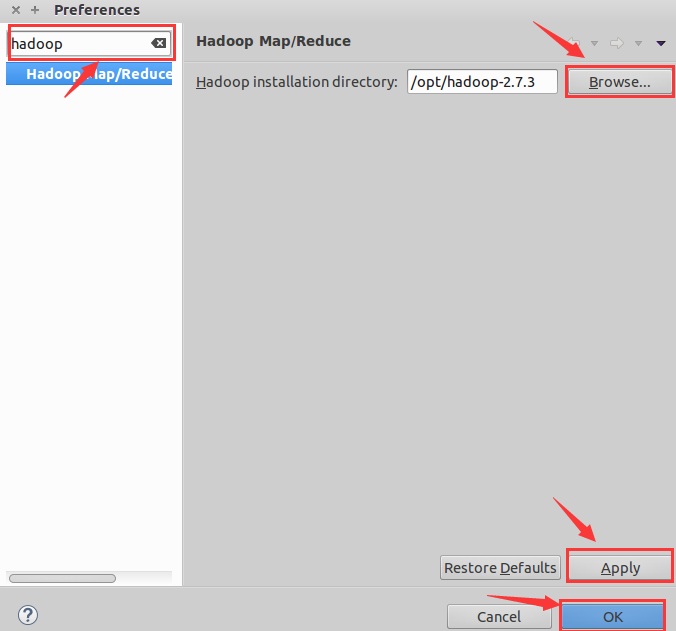 Preferences
hadoop
Hadoop Map/Reduce
Hadoop Map/Reduce
Hadoop installation directory: /opt/hadoop-2.7.3 Browse...
Restore Defaults Apply
? Cancel OK